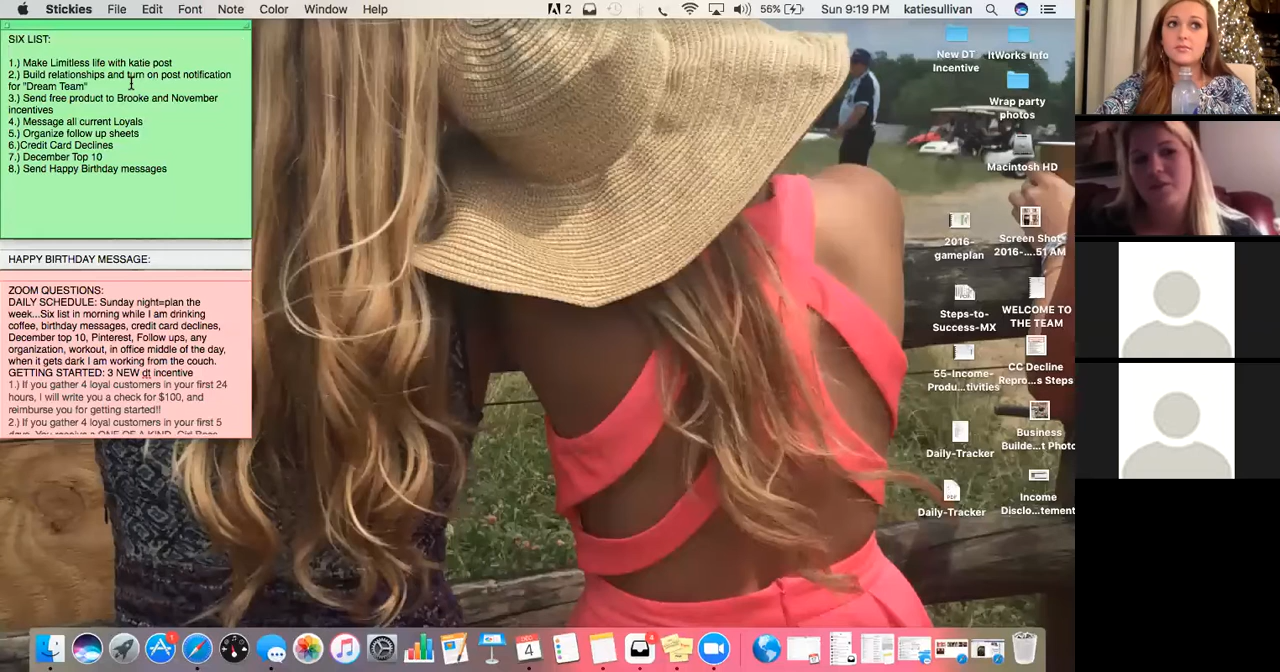 Stickies File Edit Font Note Color Window Help 2 56% Sun 9:19 PM katiesullivan
SIX LIST:
1.) Make Limitless life with katie post
2,) Build relationships and turn on post notification
for "Dream Team"
3.) Send free product to Brooke and November
incentives
4.) Message all current Loyals
5.) Organize follow up sheets
6.)Credit Card Declines
7.) December Top 10
8.) Send Happy Birthday messages
HAPPY BIRTHDAY MESSAGE:
ZOOM QUESTIONS:
DAILY SCHEDULE: Sunday night=plan the
week...Six list in morning while I am drinking
coffee, birthday messages, credit card declines,
December top 10, Pinterest, Follow ups, any
organization, workout, in office middle of the day,
when it gets dark I am working from the couch.
GETTING STARTED: 3 NEW dt incentive
1.) If you gather 4 loyal customers in your first 24
hours, I will write you a check for $100, and
reimburse you for getting started!!
2.) If you gather 4 loyal customers in your first 5
New DT
Incentive
ItWorks Info
Wrap party
photos
Macintosh HD
2016-
gameplan
Screen Shot
2016-....51 AM
Steps-to-
Success-MX
WELCOME TO
THE TEAM
55-Income-
Produ...tivities
CC Decline
Repro...s Steps
Daily-Tracker
Business
Builde...t Photo
Daily-Tracker
Income
Disclo...tement
DEC
4
1
4